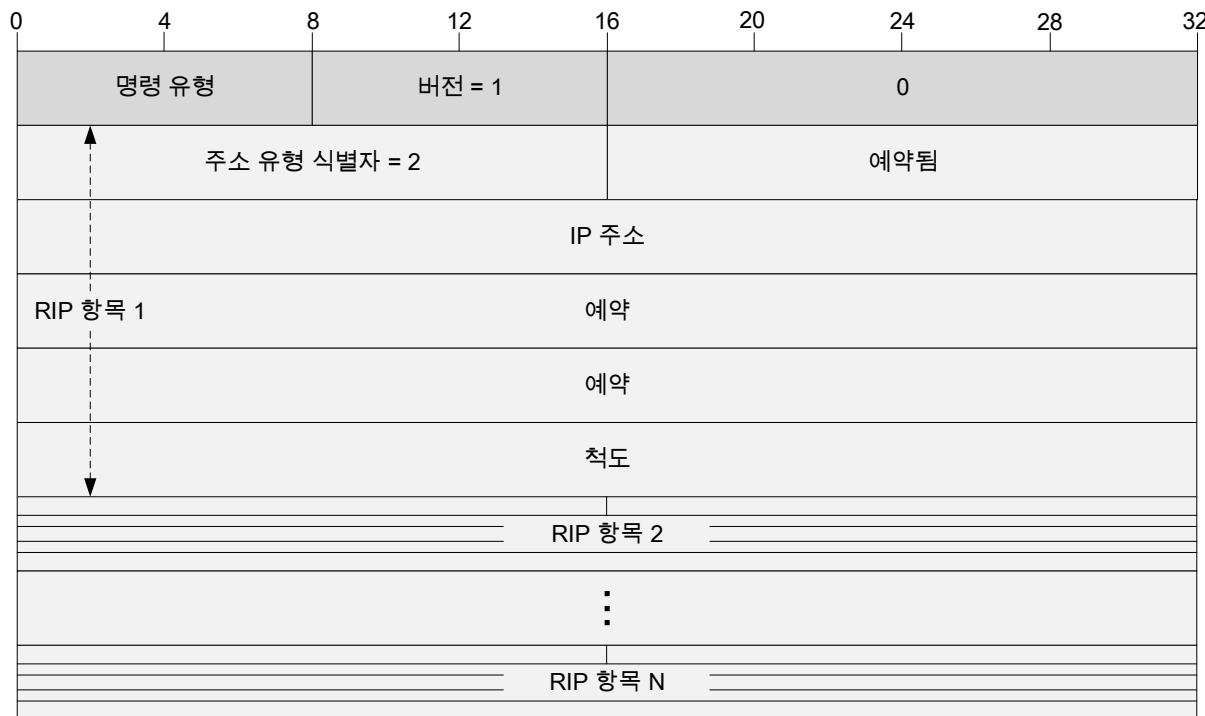 0 4 8 12 16 20 24 28 32
명령 유형 버전 = 1 0
주소 유형 식별자 = 2 예약됨
IP 주소
RIP 항목 1 예약
예약
척도
RIP 항목 2
RIP 항목 N